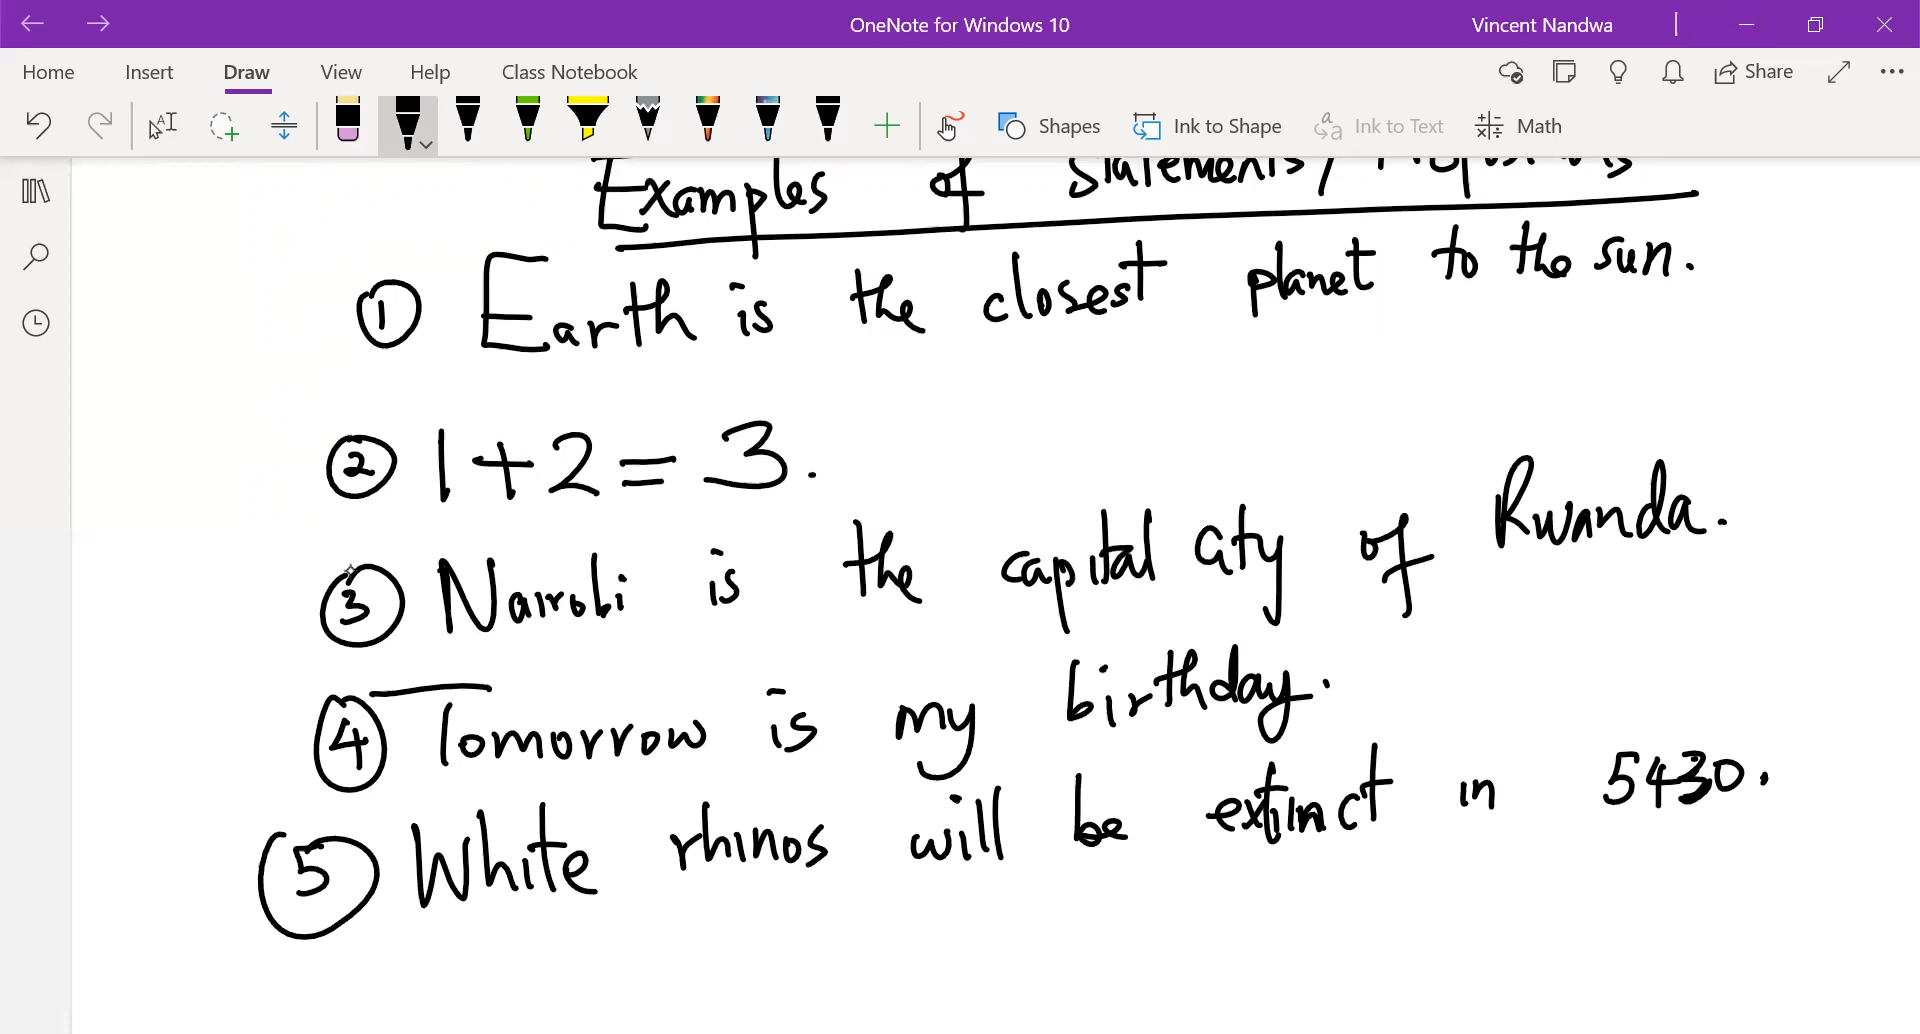 OneNote for Windows 10
Vincent Nandwa
Home Insert Draw View Help Class Notebook
Share
Shapes Ink to Shape Ink to Text Math
Examples of Statements/
① Earth is the closest planet to the sun.
② 1+2=3.
③ Nairobi is the capital city of Rwanda.
④ Tomorrow is my birthday.
⑤ White rhinos will be extinct in 5430.